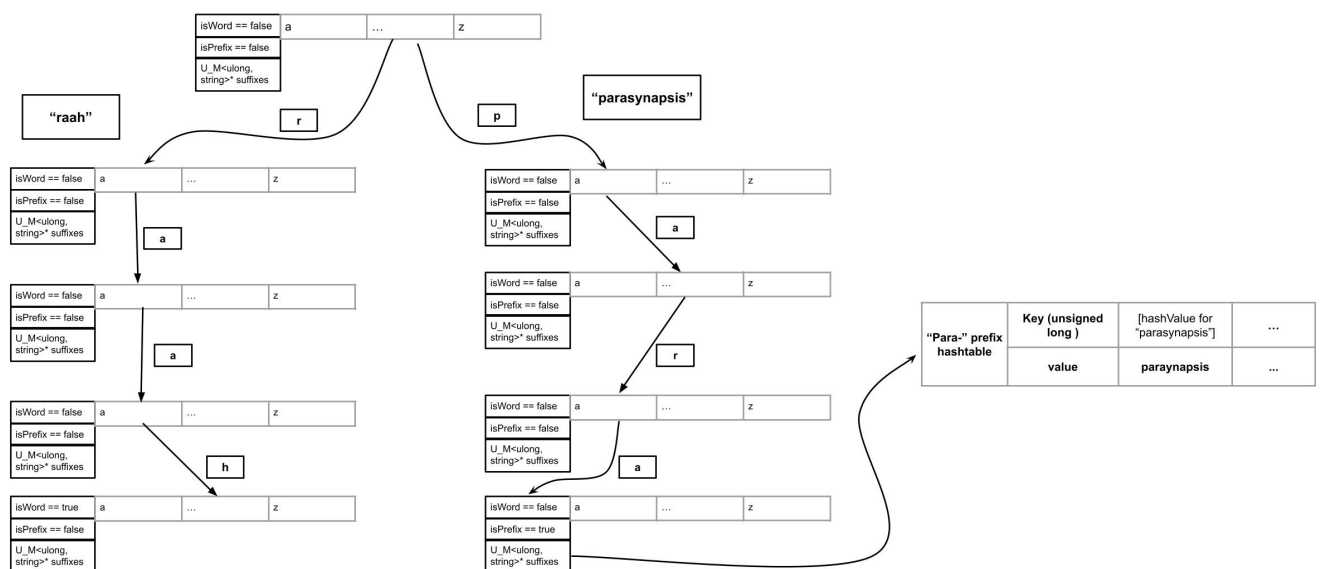 isWord == false a … z
isPrefix == false
U_M<ulong,
string>* suffixes
“raah”
“parasynapsis”
r
p
isWord == false a … z
isPrefix == false
U_M<ulong,
string>* suffixes
a
isWord == false a … z
isPrefix == false
U_M<ulong,
string>* suffixes
a
isWord == false a … z
isPrefix == false
U_M<ulong,
string>* suffixes
a
isWord == false a … z
isPrefix == false
U_M<ulong,
string>* suffixes
r
isWord == false a … z
isPrefix == false
U_M<ulong,
string>* suffixes
h
isWord == false a … z
isPrefix == false
U_M<ulong,
string>* suffixes
a
isWord == true a … z
isPrefix == false
U_M<ulong,
string>* suffixes
isWord == false a … z
isPrefix == true
U_M<ulong,
string>* suffixes
“Para-” prefix
hashtable
Key (unsigned
long )
[hashValue for
“parasynapsis”]
…
value
paraynapsis
...